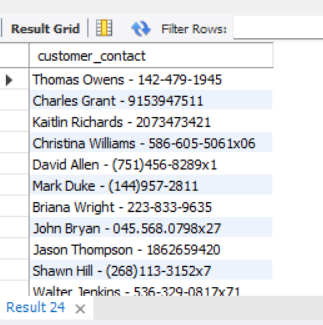 Result Grid Filter Rows:
customer_contact
Thomas Owens - 142-479-1945
Charles Grant - 9153947511
Kaitlin Richards - 2073473421
Christina Williams - 586-605-5061x06
David Allen - (751)456-8289x1
Mark Duke - (144)957-2811
Briana Wright - 223-833-9635
John Bryan - 045.568.0798x27
Jason Thompson - 1862659420
Shawn Hill - (268)113-3152x7
Walter Jenkins - 536-329-0817x71
Result 24